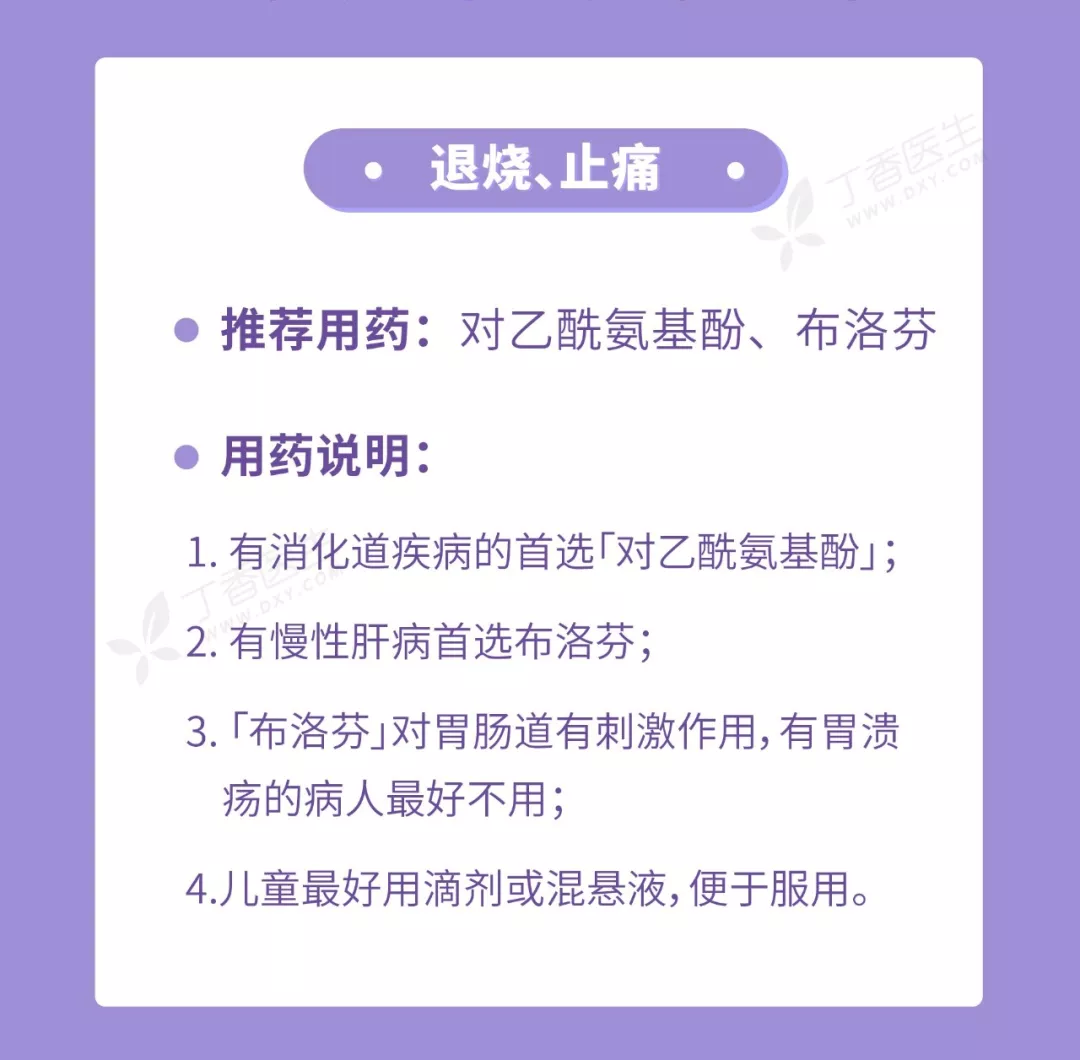 退烧、止痛
丁香医生
WWW.DXY.COM
推荐用药：对乙酰氨基酚、布洛芬
用药说明：
1. 有消化道疾病的首选「对乙酰氨基酚」；
丁香医生
WWW.DXY.COM
2. 有慢性肝病首选布洛芬；
3.「布洛芬」对胃肠道有刺激作用，有胃溃
疡的病人最好不用；
4.儿童最好用滴剂或混悬液，便于服用。